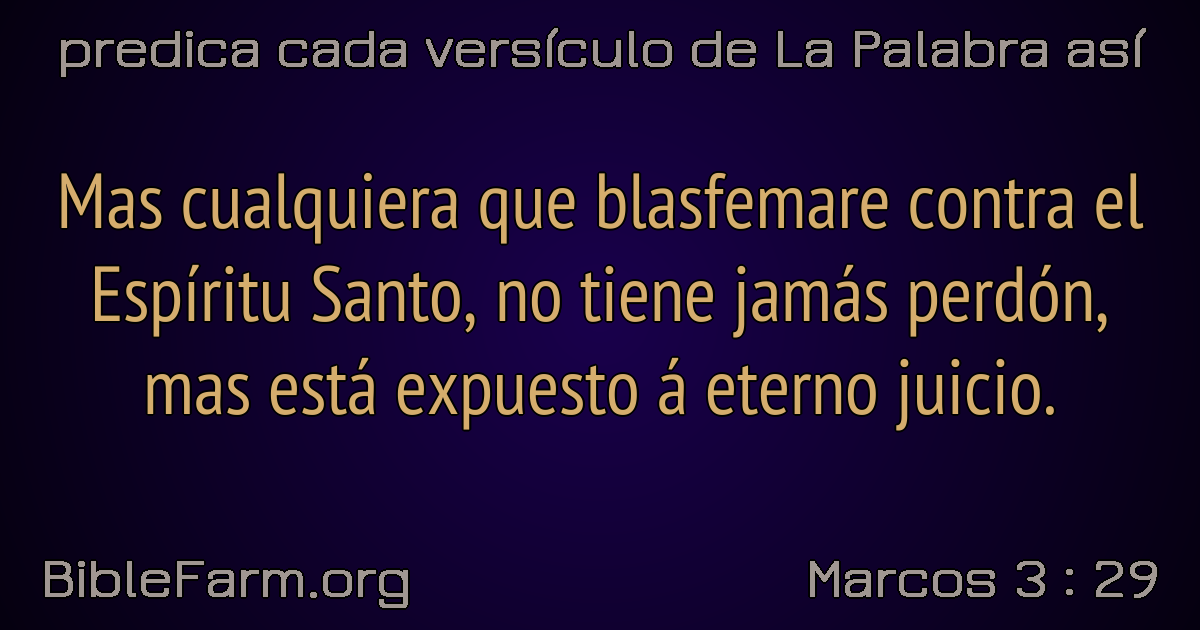 predica cada versículo de La Palabra así
Mas cualquiera que blasfemare contra el
Espíritu Santo, no tiene jamás perdón,
mas está expuesto á eterno juicio.
BibleFarm.org
Marcos 3 : 29